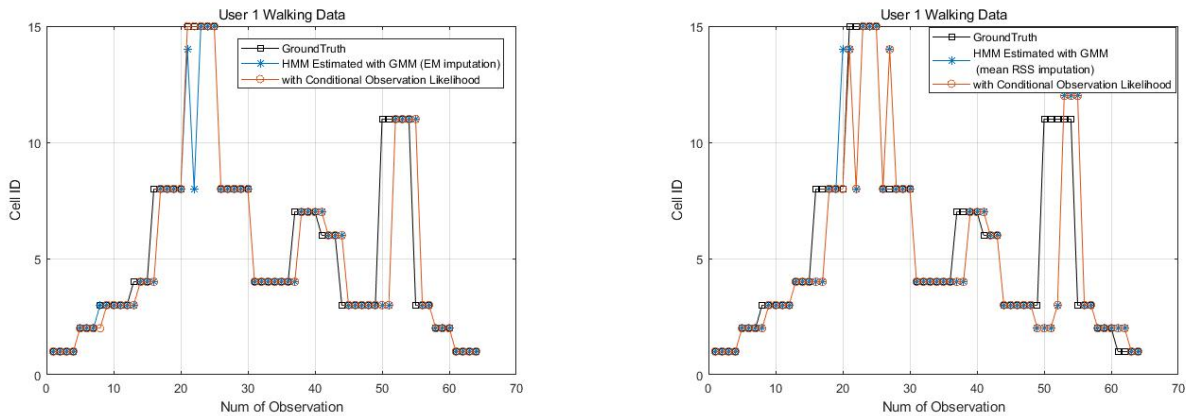 User 1 Walking Data
GroundTruth
HMM Estimated with GMM (EM imputation)
with Conditional Observation Likelihood
Cell ID
15
10
5
0
0 10 20 30 40 50 60 70
Num of Observation
User 1 Walking Data
GroundTruth
HMM Estimated with GMM
(mean RSS imputation)
with Conditional Observation Likelihood
Cell ID
15
10
5
0
0 10 20 30 40 50 60 70
Num of Observation